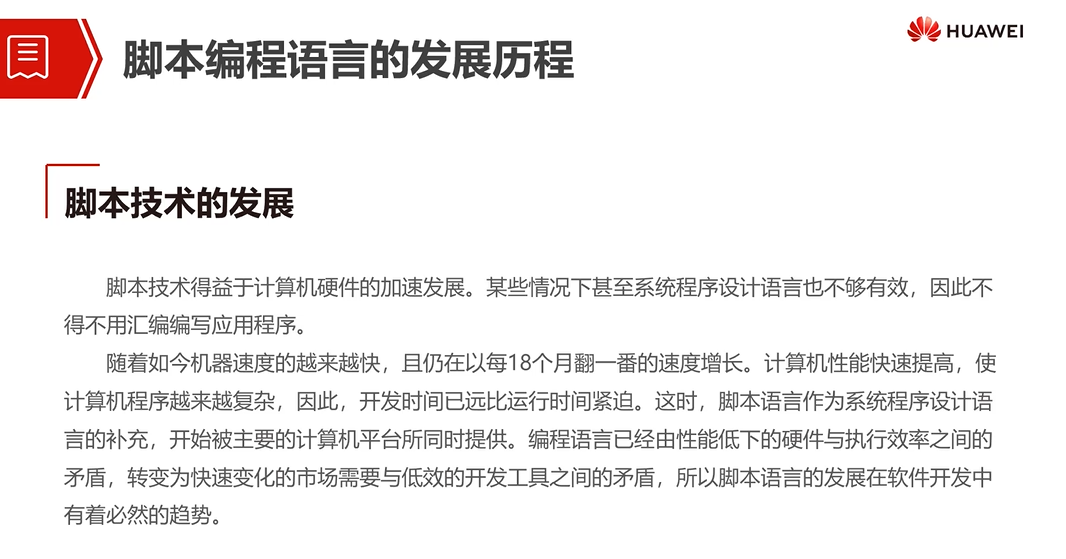 脚本编程语言的发展历程
HUAWEI
脚本技术的发展
脚本技术得益于计算机硬件的加速发展。某些情况下甚至系统程序设计语言也不够有效，因此不
得不用汇编编写应用程序。
随着如今机器速度的越来越快，且仍在以每18个月翻一番的速度增长。计算机性能快速提高，使
计算机程序越来越复杂，因此，开发时间已远比运行时间紧迫。这时，脚本语言作为系统程序设计语
言的补充，开始被主要的计算机平台所同时提供。编程语言已经由性能低下的硬件与执行效率之间的
矛盾，转变为快速变化的市场需要与低效的开发工具之间的矛盾，所以脚本语言的发展在软件开发中
有着必然的趋势。